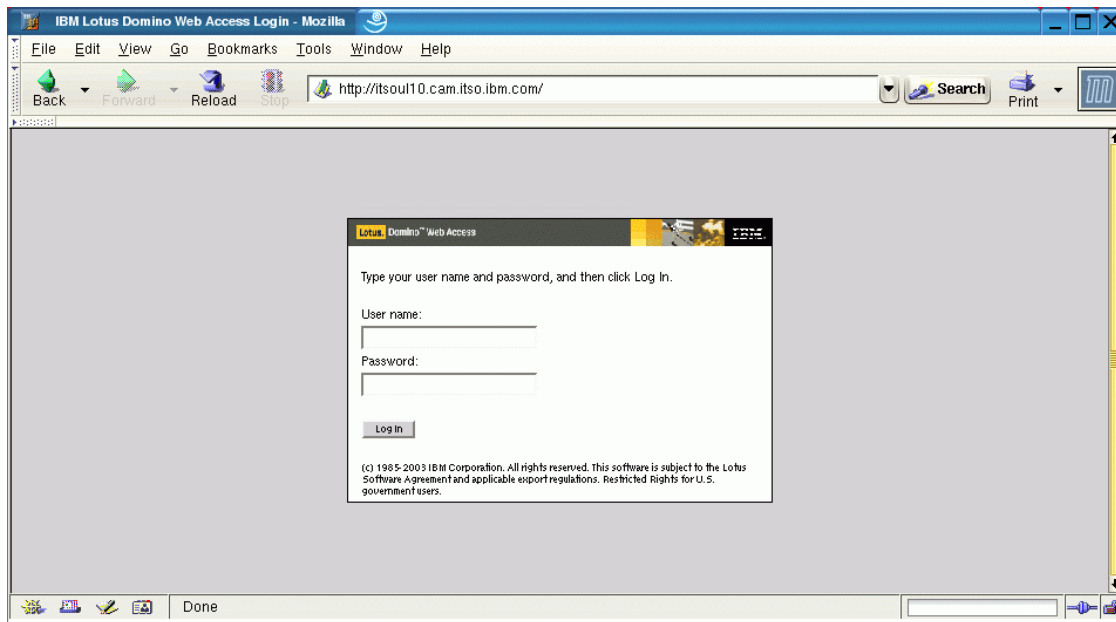 IBM Lotus Domino Web Access Login - Mozilla
File Edit View Go Bookmarks Tools Window Help
Back Forward Reload Stop http://itsoul10.cam.itso.ibm.com/ Search Print
Lotus. Domino™ Web Access IBM.
Type your user name and password, and then click Log In.
User name:
Password:
Log In
(c) 1985-2003 IBM Corporation. All rights reserved. This software is subject to the Lotus
Software Agreement and applicable export regulations. Restricted Rights for U.S.
government users.
Done